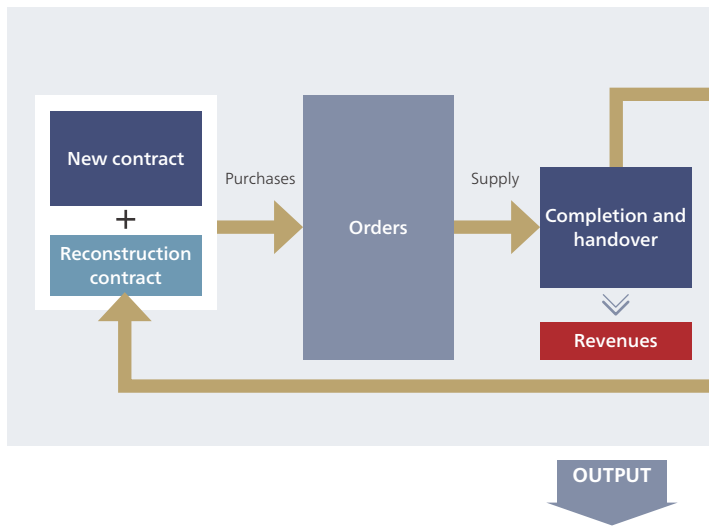 New contract
+
Reconstruction
contract
Purchases
Orders
Supply
Completion and
handover
Revenues
OUTPUT